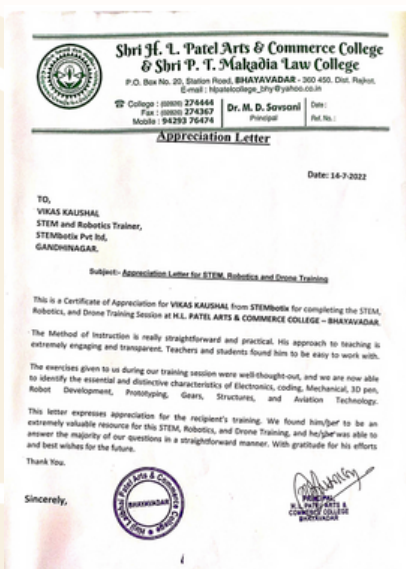 Shri H. L. Patel Arts & Commerce College
& Shri P. T. Makadia Law College
P.O. Box No. 20, Station Road, BHAYAVADAR - 360 450. Dist. Rajkot.
E-mail : hlpatelcollege_bhy@yahoo.co.in
College : (02826) 274444
Fax : (02826) 274367
Mobile : 94293 76474
Dr. M. D. Savsani
Principal
Date :
Ref. No. :
Appreciation Letter
Date: 14-7-2022
TO,
VIKAS KAUSHAL
STEM and Robotics Trainer,
STEMbotix Pvt ltd,
GANDHINAGAR.
Subject:- Appreciation Letter for STEM, Robotics and Drone Training
This is a Certificate of Appreciation for VIKAS KAUSHAL from STEMbotix for completing the STEM,
Robotics, and Drone Training Session at H.L. PATEL ARTS & COMMERCE COLLEGE – BHAYAVADAR.
The Method of Instruction is really straightforward and practical. His approach to teaching is
extremely engaging and transparent. Teachers and students found him to be easy to work with.
The exercises given to us during our training session were well-thought-out, and we are now able
to identify the essential and distinctive characteristics of Electronics, coding, Mechanical, 3D pen,
Robot Development, Prototyping, Gears, Structures, and Aviation Technology.
This letter expresses appreciation for the recipient's training. We found him/her to be an
extremely valuable resource for this STEM, Robotics, and Drone Training, and he/she was able to
answer the majority of our questions in a straightforward manner. With gratitude for his efforts
and best wishes for the future.
Thank You.
Sincerely,
Patel Arts & Commerce College
BHAYAVADAR
PRINCIPAL
H. L. PATEL ARTS &
COMMERCE COLLEGE
BHAYAVADAR